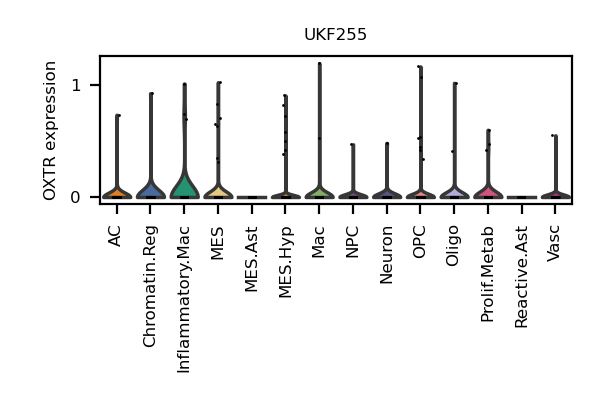 UKF255
OXTR expression
1
0
AC
Chromatin.Reg
Inflammatory.Mac
MES
MES.Ast
MES.Hyp
Mac
NPC
Neuron
OPC
Oligo
Prolif.Metab
Reactive.Ast
Vasc